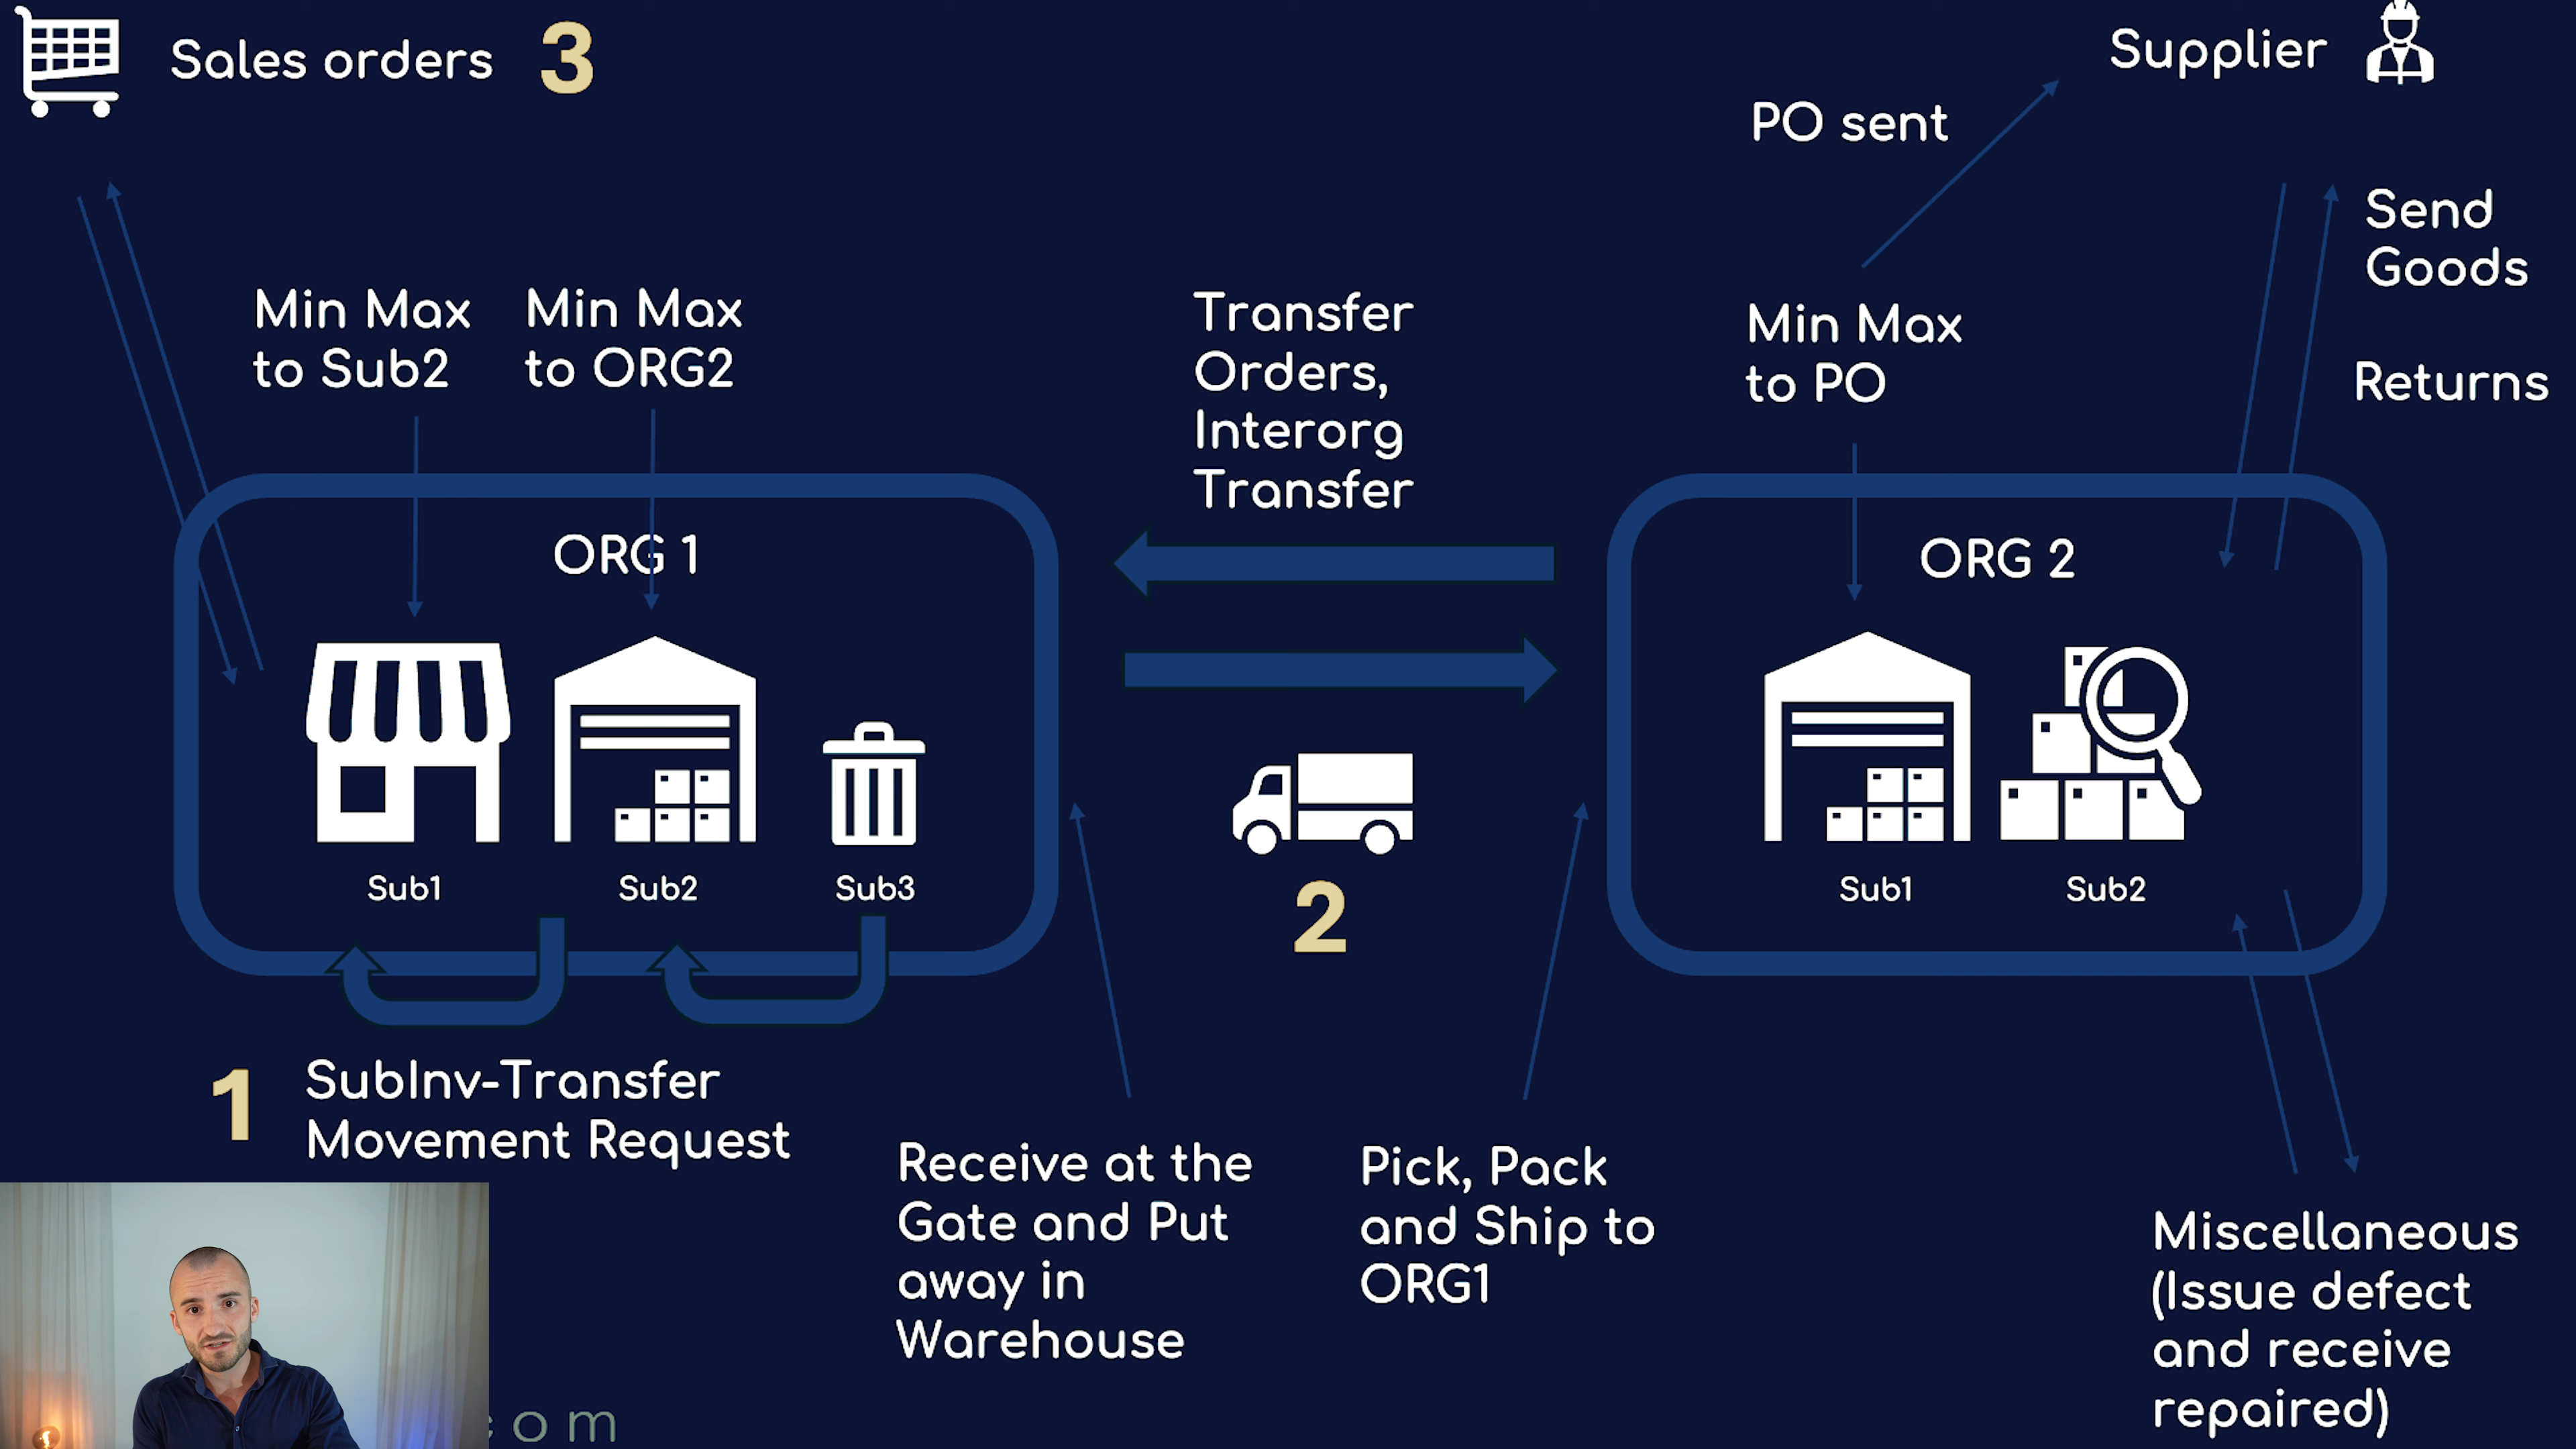 Sales orders 3
Supplier
PO sent
Send
Goods
Returns
Min Max
to Sub2
Min Max
to ORG2
Transfer
Orders,
Interorg
Transfer
Min Max
to PO
ORG 1
ORG 2
Sub1
Sub2
Sub3
2
Sub1
Sub2
1
SubInv-Transfer
Movement Request
Receive at the
Gate and Put
away in
Warehouse
Pick, Pack
and Ship to
ORG1
Miscellaneous
(Issue defect
and receive
repaired)
com